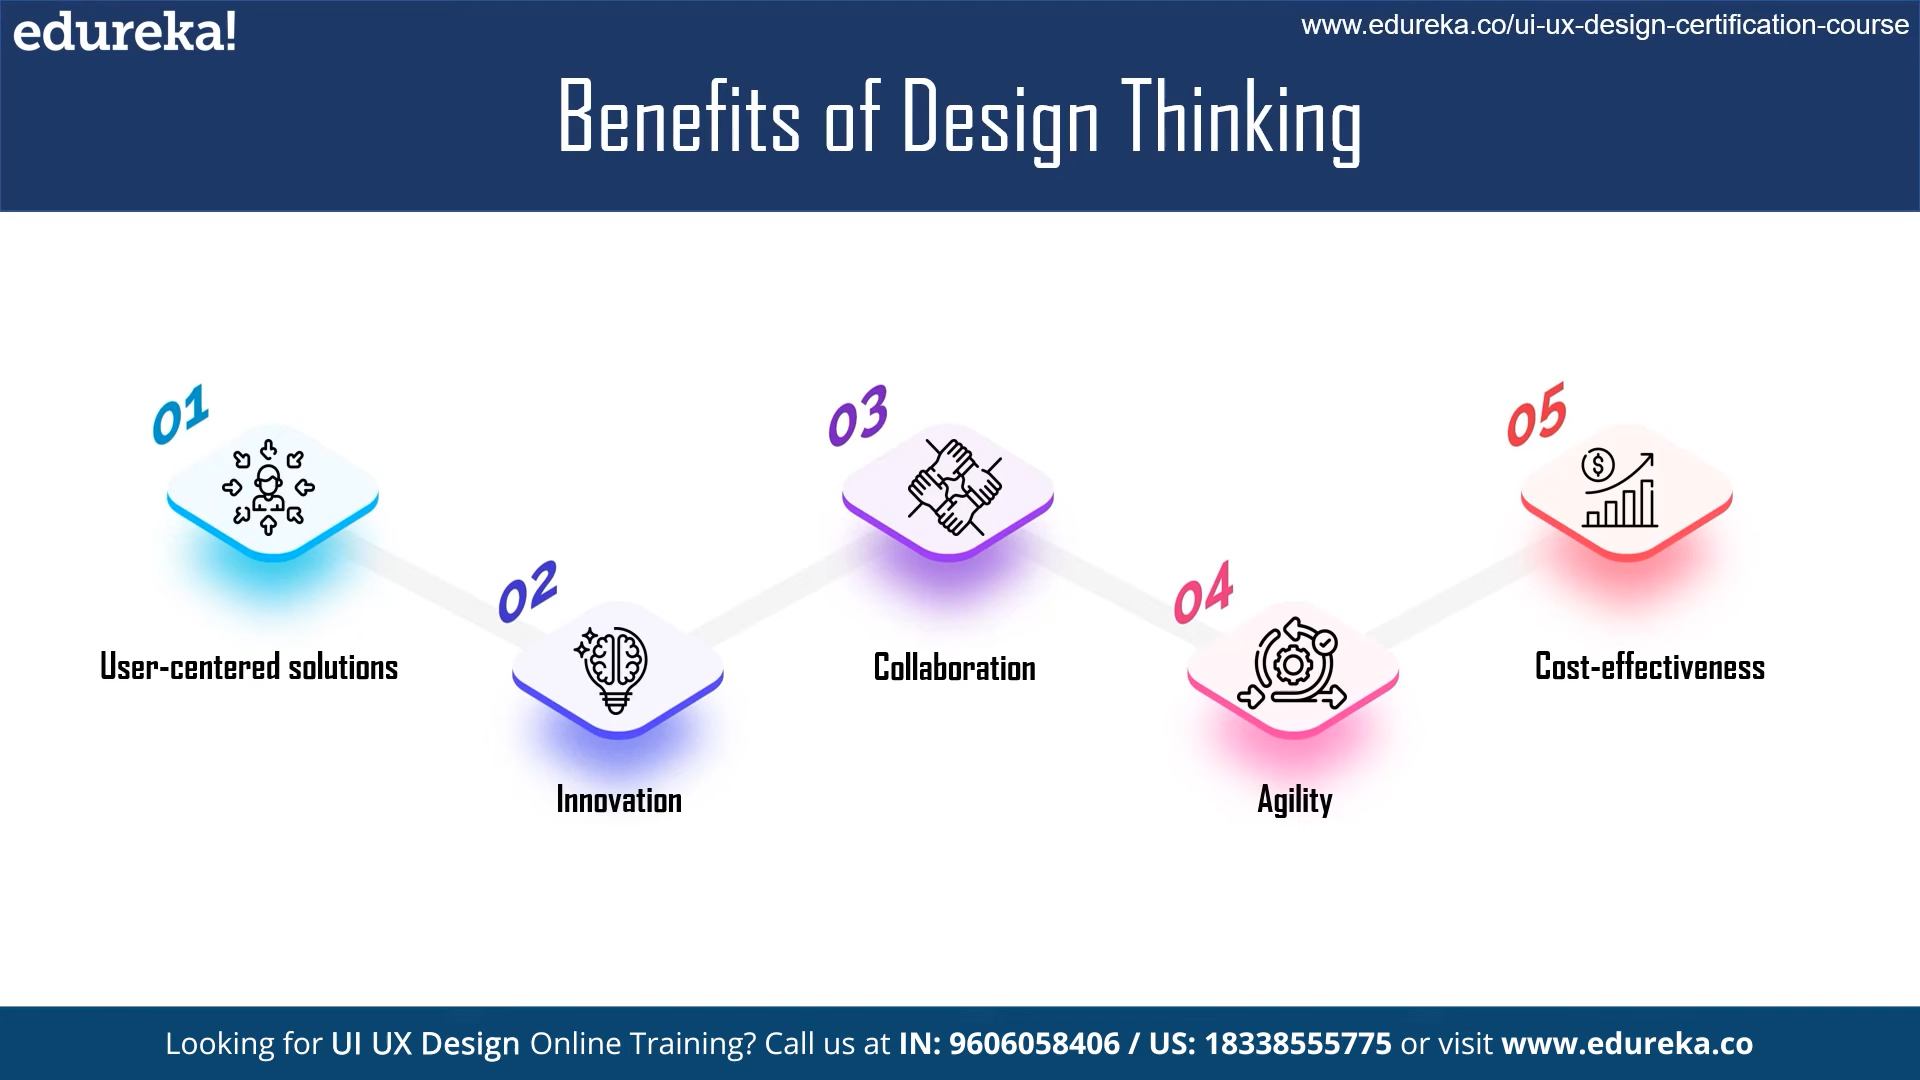 edureka!
www.edureka.co/ui-ux-design-certification-course
Benefits of Design Thinking
01
User-centered solutions
02
Innovation
03
Collaboration
04
Agility
05
Cost-effectiveness
Looking for UI UX Design Online Training? Call us at IN: 9606058406 / US: 18338555775 or visit www.edureka.co